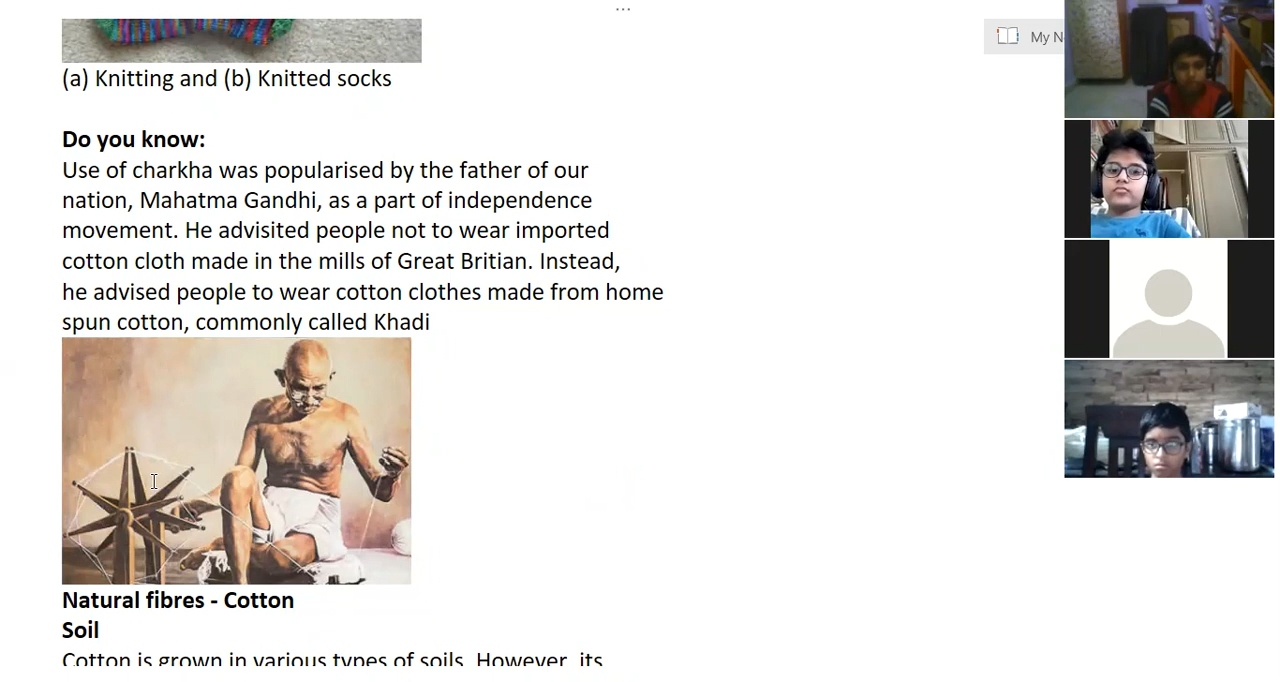 (a) Knitting and (b) Knitted socks
My N
Do you know:
Use of charkha was popularised by the father of our
nation, Mahatma Gandhi, as a part of independence
movement. He advisited people not to wear imported
cotton cloth made in the mills of Great Britian. Instead,
he advised people to wear cotton clothes made from home
spun cotton, commonly called Khadi
Natural fibres - Cotton
Soil
Cotton is grown in various types of soils. However, its